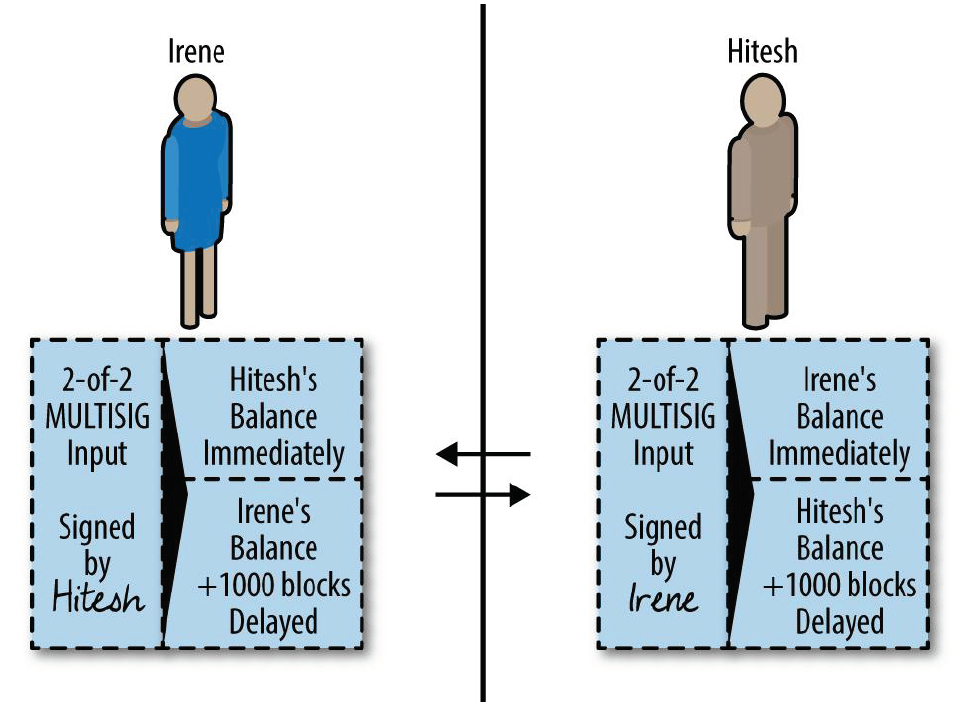 Irene
Hitesh
2-of-2
MULTISIG
Input
Signed
by
Hitesh
Hitesh's
Balance
Immediately
Irene's
Balance
+1000 blocks
Delayed
2-of-2
MULTISIG
Input
Signed
by
Irene
Irene's
Balance
Immediately
Hitesh's
Balance
+1000 blocks
Delayed